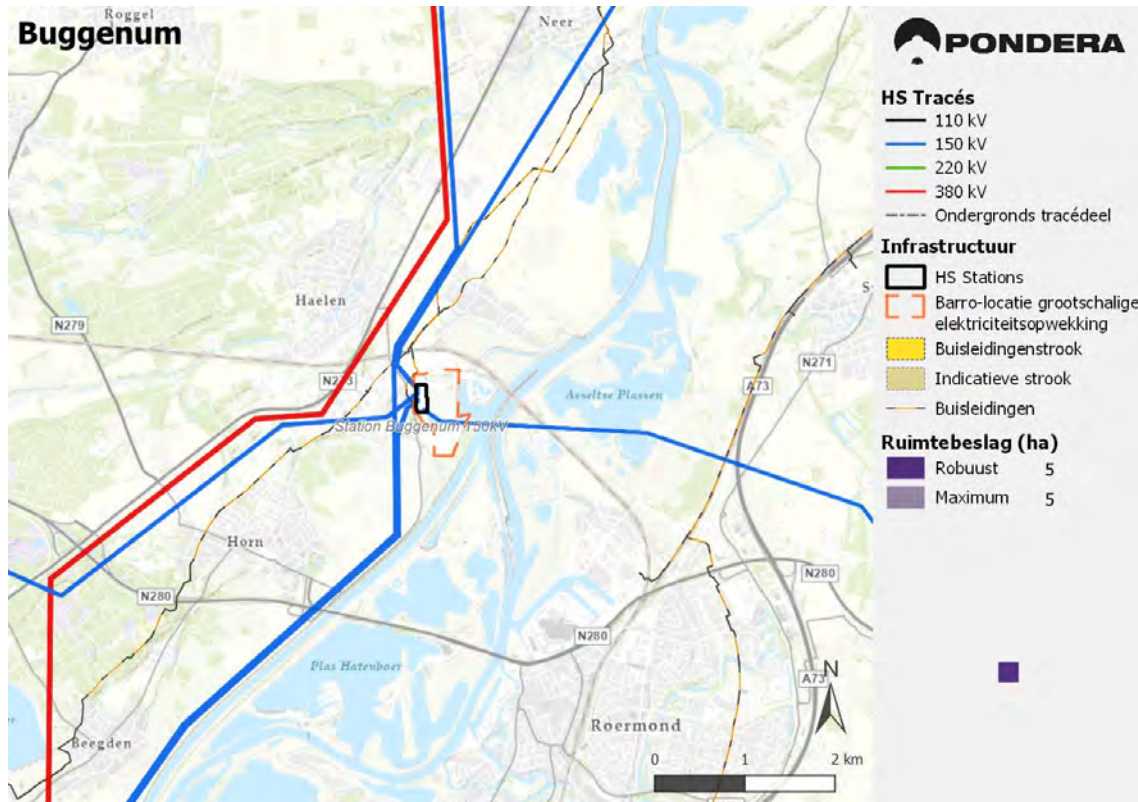 Buggenum
Roggel
Neer
Haelen
N279
N273
Station Buggenum 150kV
Asseltse Plassen
A73
N271
Horn
N280
N280
N280
Plas Hatenboer
A73
N
Beegden
Roermond
0 1 2 km
PONDERA
HS Tracés
110 kV
150 kV
220 kV
380 kV
Ondergronds tracédeel
Infrastructuur
HS Stations
Barro-locatie grootschalige
elektriciteitsopwekking
Buisleidingenstrook
Indicatieve strook
Buisleidingen
Ruimtebeslag (ha)
Robuust 5
Maximum 5